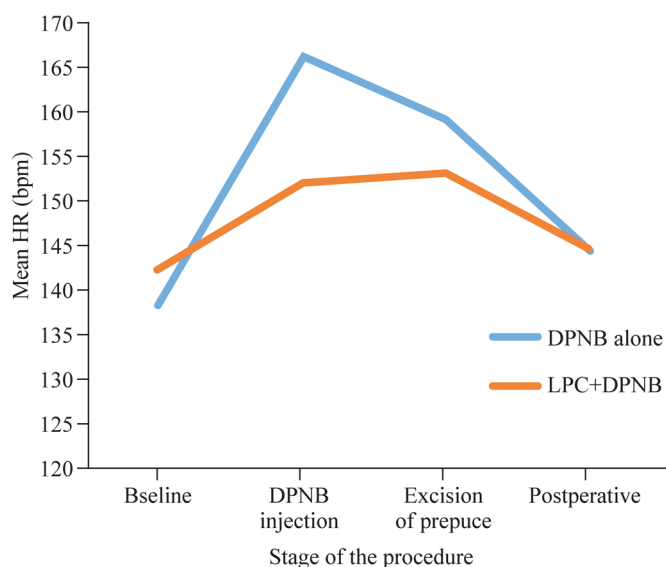 170
165
160
155
150
145
140
135
130
125
120
Mean HR (bpm)
DPNB alone
LPC+DPNB
Bseline
DPNB
injection
Excision
of prepuce
Postperative
Stage of the procedure